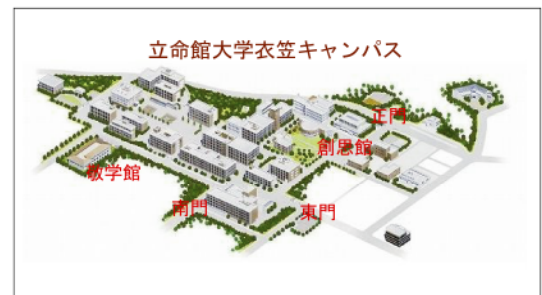 立命館大学衣笠キャンパス
正門
創思館
敬学館
南門
東門